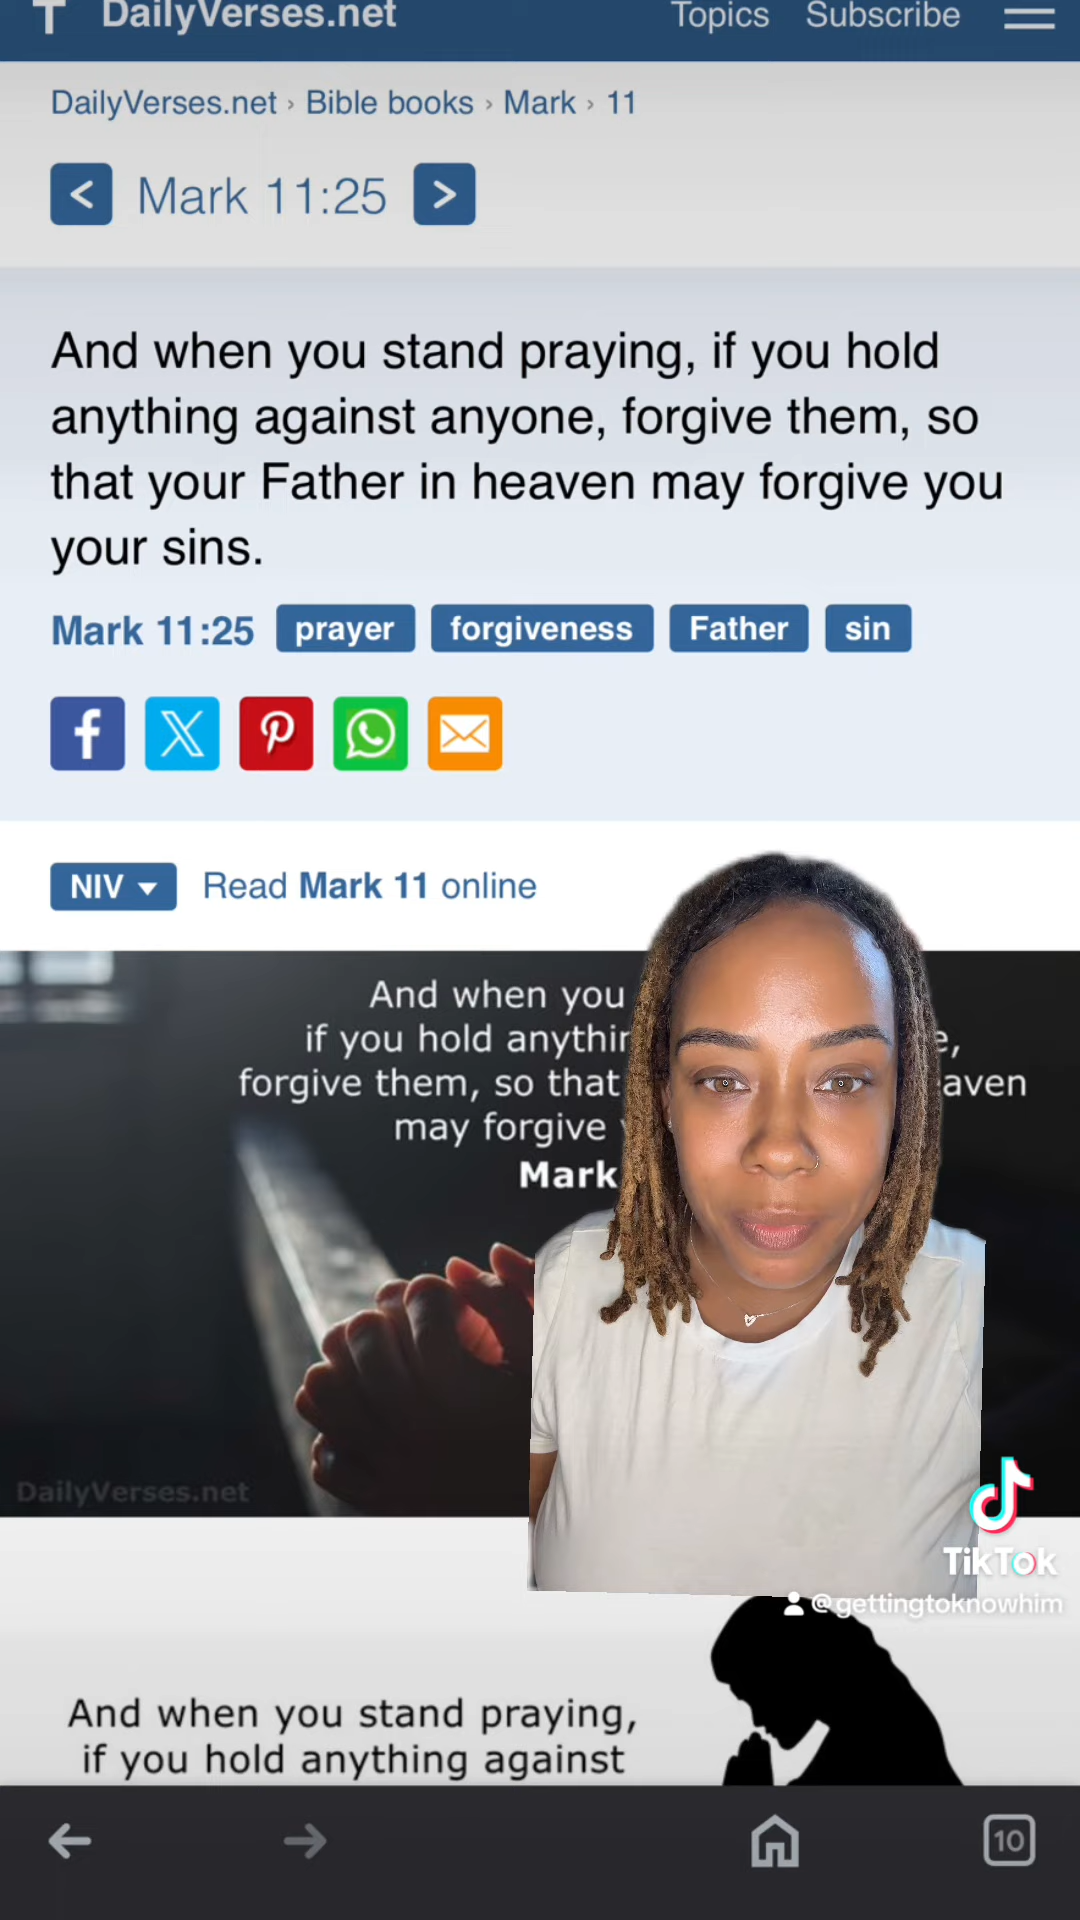 DailyVerses.net
Topics Subscribe
DailyVerses.net › Bible books › Mark › 11
< Mark 11:25 >
And when you stand praying, if you hold
anything against anyone, forgive them, so
that your Father in heaven may forgive you
your sins.
Mark 11:25 prayer forgiveness Father sin
NIV Read Mark 11 online
And when you
if you hold
forgive them, so that
may forgive
Mark
DailyVerses.net
TikTok
@gettingtoknowhim
And when you stand praying,
if you hold anything against
10